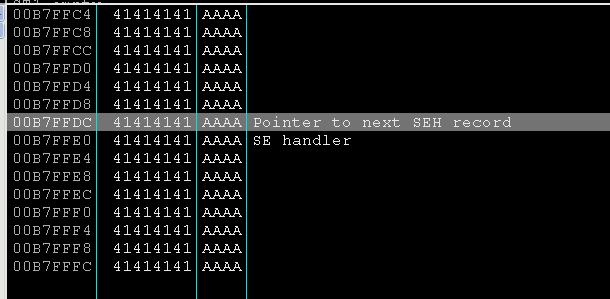 00B7FFC4 41414141 AAAA
00B7FFC8 41414141 AAAA
00B7FFCC 41414141 AAAA
00B7FFD0 41414141 AAAA
00B7FFD4 41414141 AAAA
00B7FFD8 41414141 AAAA
00B7FFDC 41414141 AAAA Pointer to next SEH record
00B7FFE0 41414141 AAAA SE handler
00B7FFE4 41414141 AAAA
00B7FFE8 41414141 AAAA
00B7FFEC 41414141 AAAA
00B7FFF0 41414141 AAAA
00B7FFF4 41414141 AAAA
00B7FFF8 41414141 AAAA
00B7FFFC 41414141 AAAA